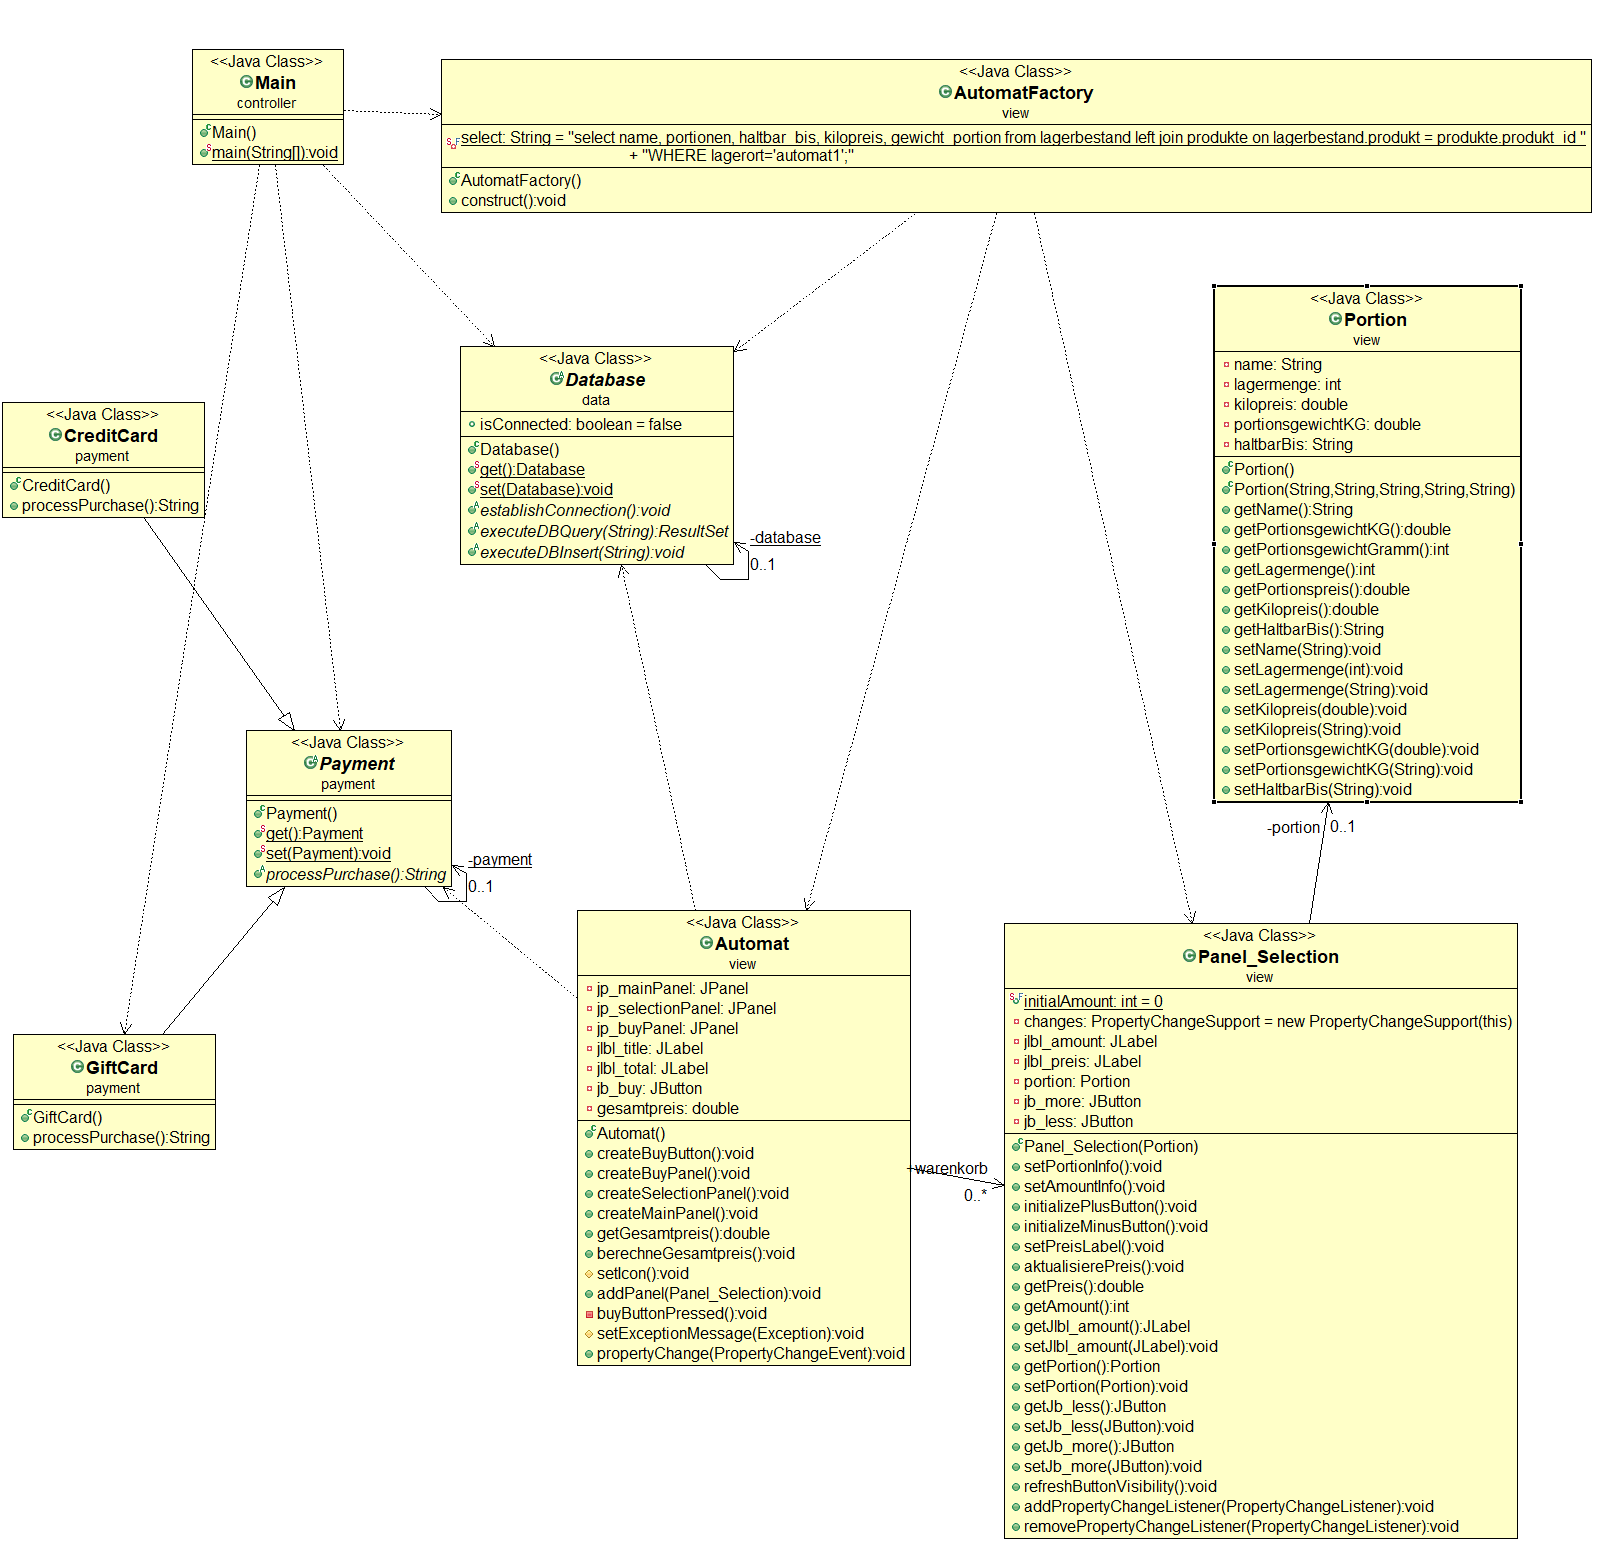 <<Java Class>>
Main
controller
Main()
main(String[]):void
<<Java Class>>
AutomatFactory
view
select: String = "select name, portionen, haltbar_bis, kilopreis, gewicht_portion from lagerbestand left join produkte on lagerbestand.produkt = produkte.produkt_id "
+ "WHERE lagerort='automat1';"
AutomatFactory()
construct():void
<<Java Class>>
Portion
view
name: String
lagermenge: int
kilopreis: double
portionsgewichtKG: double
haltbarBis: String
Portion()
Portion(String,String,String,String,String)
getName():String
getPortionsgewichtKG():double
getPortionsgewichtGramm():int
getLagermenge():int
getPortionspreis():double
getKilopreis():double
getHaltbarBis():String
setName(String):void
setLagermenge(int):void
setLagermenge(String):void
setKilopreis(double):void
setKilopreis(String):void
setPortionsgewichtKG(double):void
setPortionsgewichtKG(String):void
setHaltbarBis(String):void
-portion
0..1
<<Java Class>>
Database
data
isConnected: boolean = false
Database()
get():Database
set(Database):void
establishConnection():void
executeDBQuery(String):ResultSet
executeDBInsert(String):void
-database
0..1
<<Java Class>>
CreditCard
payment
CreditCard()
processPurchase():String
<<Java Class>>
Payment
payment
Payment()
get():Payment
set(Payment):void
processPurchase():String
-payment
0..1
<<Java Class>>
GiftCard
payment
GiftCard()
processPurchase():String
<<Java Class>>
Automat
view
jp_mainPanel: JPanel
jp_selectionPanel: JPanel
jp_buyPanel: JPanel
jlbl_title: JLabel
jlbl_total: JLabel
jb_buy: JButton
gesamtpreis: double
Automat()
createBuyButton():void
createBuyPanel():void
createSelectionPanel():void
createMainPanel():void
getGesamtpreis():double
berechneGesamtpreis():void
setIcon():void
addPanel(Panel_Selection):void
buyButtonPressed():void
setExceptionMessage(Exception):void
propertyChange(PropertyChangeEvent):void
-warenkorb
0..*
<<Java Class>>
Panel_Selection
view
initialAmount: int = 0
changes: PropertyChangeSupport = new PropertyChangeSupport(this)
jlbl_amount: JLabel
jlbl_preis: JLabel
portion: Portion
jb_more: JButton
jb_less: JButton
Panel_Selection(Portion)
setPortionInfo():void
setAmountInfo():void
initializePlusButton():void
initializeMinusButton():void
setPreisLabel():void
aktualisierePreis():void
getPreis():double
getAmount():int
getJlbl_amount():JLabel
setJlbl_amount(JLabel):void
getPortion():Portion
setPortion(Portion):void
getJb_less():JButton
setJb_less(JButton):void
getJb_more():JButton
setJb_more(JButton):void
refreshButtonVisibility():void
addPropertyChangeListener(PropertyChangeListener):void
removePropertyChangeListener(PropertyChangeListener):void